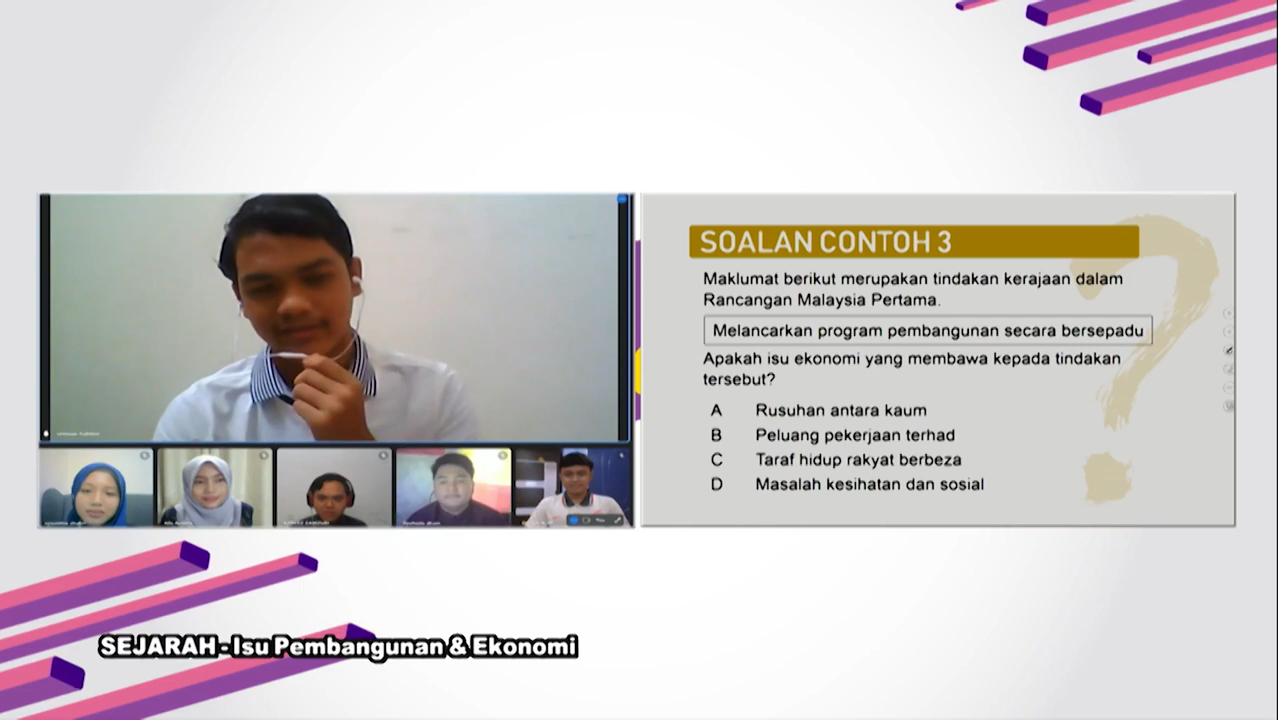 SOALAN CONTOH 3
Maklumat berikut merupakan tindakan kerajaan dalam
Rancangan Malaysia Pertama.
Melancarkan program pembangunan secara bersepadu
Apakah isu ekonomi yang membawa kepada tindakan
tersebut?
A Rusuhan antara kaum
B Peluang pekerjaan terhad
C Taraf hidup rakyat berbeza
D Masalah kesihatan dan sosial
SEJARAH - Isu Pembangunan & Ekonomi